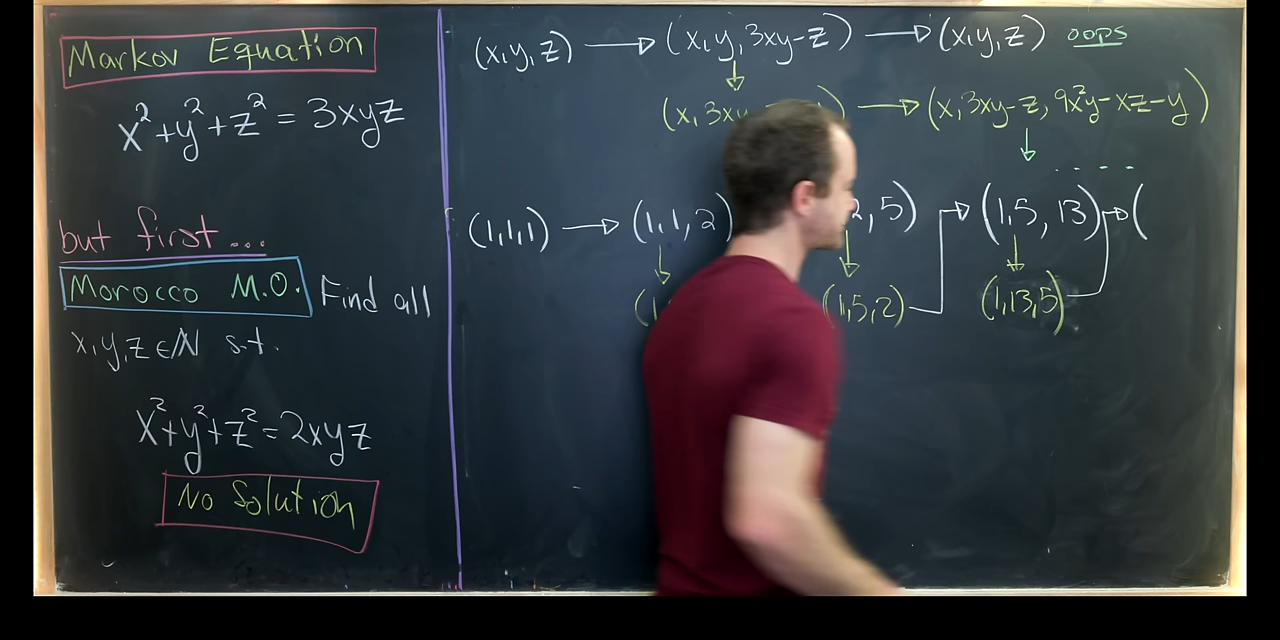 Markov Equation
x²+y²+z² = 3xyz
but first...
Morocco M.O. Find all
x,y,z ∈ ℕ s.t.
x²+y²+z² = 2xyz
No Solution
(x,y,z) → (x,y,3xy-z) → (x,y,z) oops
↓
(x,3xy ) → (x,3xy-z, 9x²y-xz-y)
↓
....
(1,1,1) → (1,1,2) 2,5) → (1,5,13) → (
↓ ↓ ↓
(1 (1,5,2) (1,13,5)